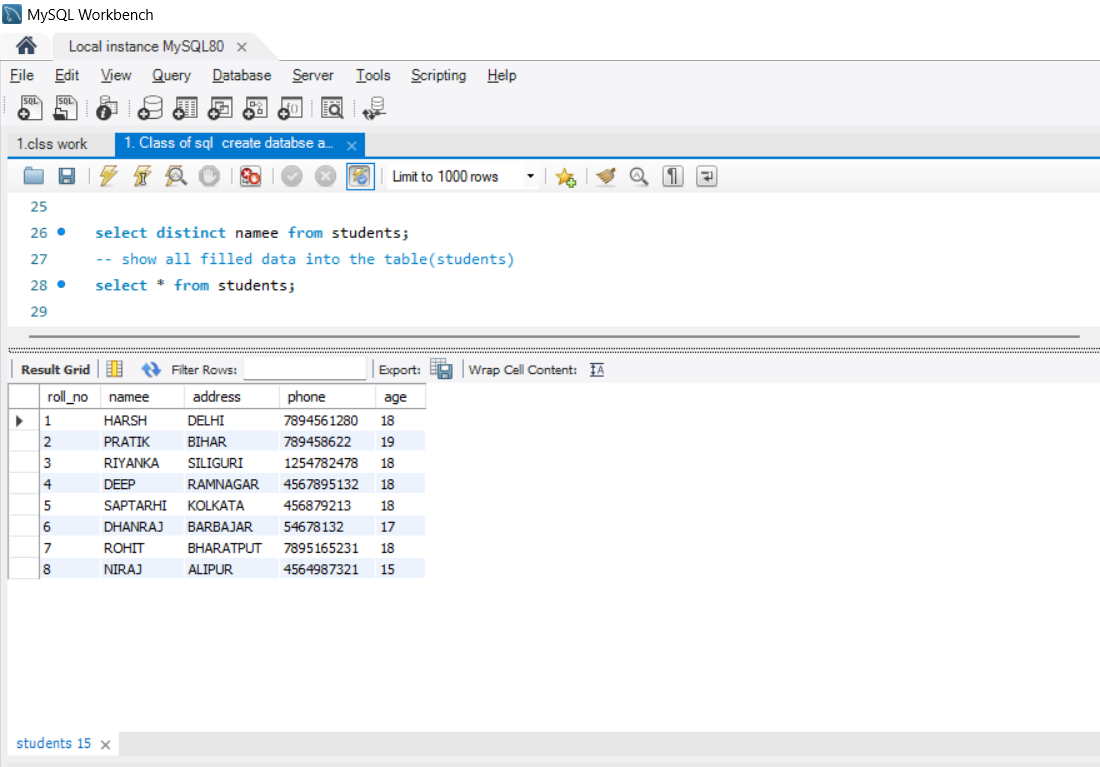 MySQL Workbench
Local instance MySQL80
File Edit View Query Database Server Tools Scripting Help
SQL SQL
1.clss work 1. Class of sql create databse a...
Limit to 1000 rows
25
26 select distinct namee from students;
27 -- show all filled data into the table(students)
28 select * from students;
29
Result Grid Filter Rows: Export: Wrap Cell Content: IA
roll_no namee address phone age
1 HARSH DELHI 7894561280 18
2 PRATIK BIHAR 789458622 19
3 RIYANKA SILIGURI 1254782478 18
4 DEEP RAMNAGAR 4567895132 18
5 SAPTARHI KOLKATA 456879213 18
6 DHANRAJ BARBAJAR 54678132 17
7 ROHIT BHARATPUT 7895165231 18
8 NIRAJ ALIPUR 4564987321 15
students 15